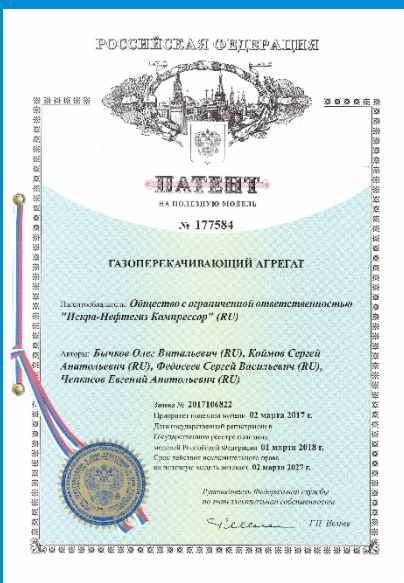 РОССИЙСКАЯ ФЕДЕРАЦИЯ
ПАТЕНТ
НА ПОЛЕЗНУЮ МОДЕЛЬ
№ 177584
ГАЗОПЕРЕКАЧИВАЮЩИЙ АГРЕГАТ
Патентообладатель: Общество с ограниченной ответственностью
"Искра-Нефтегаз Компрессор" (RU)
Авторы: Бычков Олег Витальевич (RU), Коймов Сергей
Анатольевич (RU), Федосеев Сергей Васильевич (RU),
Чепкасов Евгений Анатольевич (RU)
Заявка № 2017106822
Приоритет полезной модели 02 марта 2017 г.
Дата государственной регистрации в
Государственном реестре полезных
моделей Российской Федерации 01 марта 2018 г.
Срок действия исключительного права
на полезную модель истекает 02 марта 2027 г.
Руководитель Федеральной службы
по интеллектуальной собственности
Г.П. Ивлиев